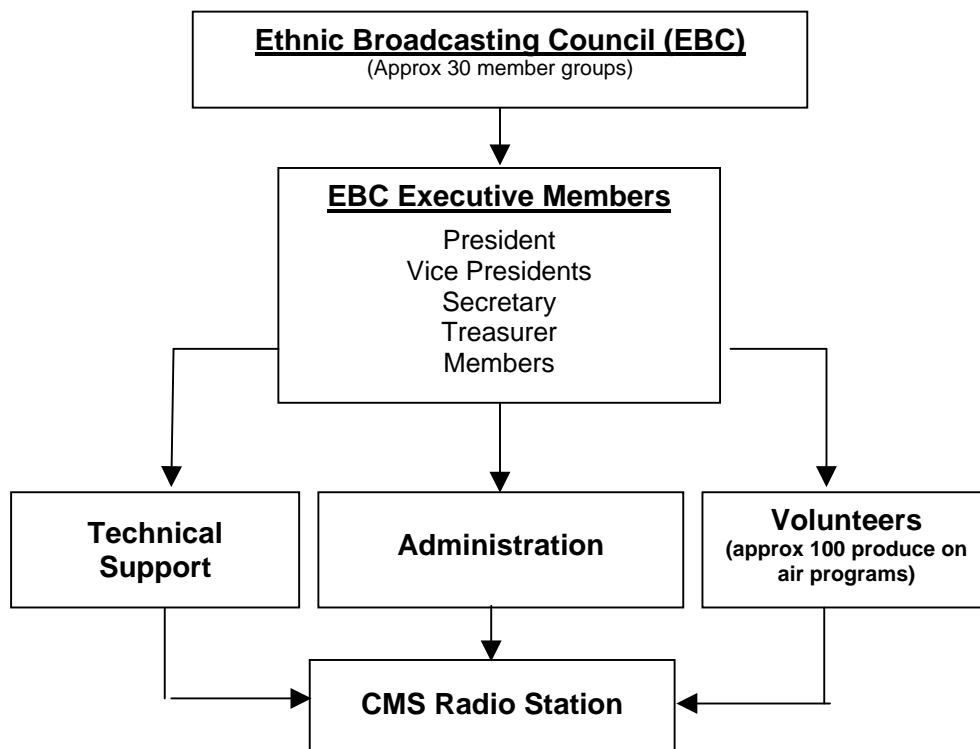 Ethnic Broadcasting Council (EBC)
(Approx 30 member groups)
EBC Executive Members
President
Vice Presidents
Secretary
Treasurer
Members
Technical
Support
Administration
Volunteers
(approx 100 produce on
air programs)
CMS Radio Station